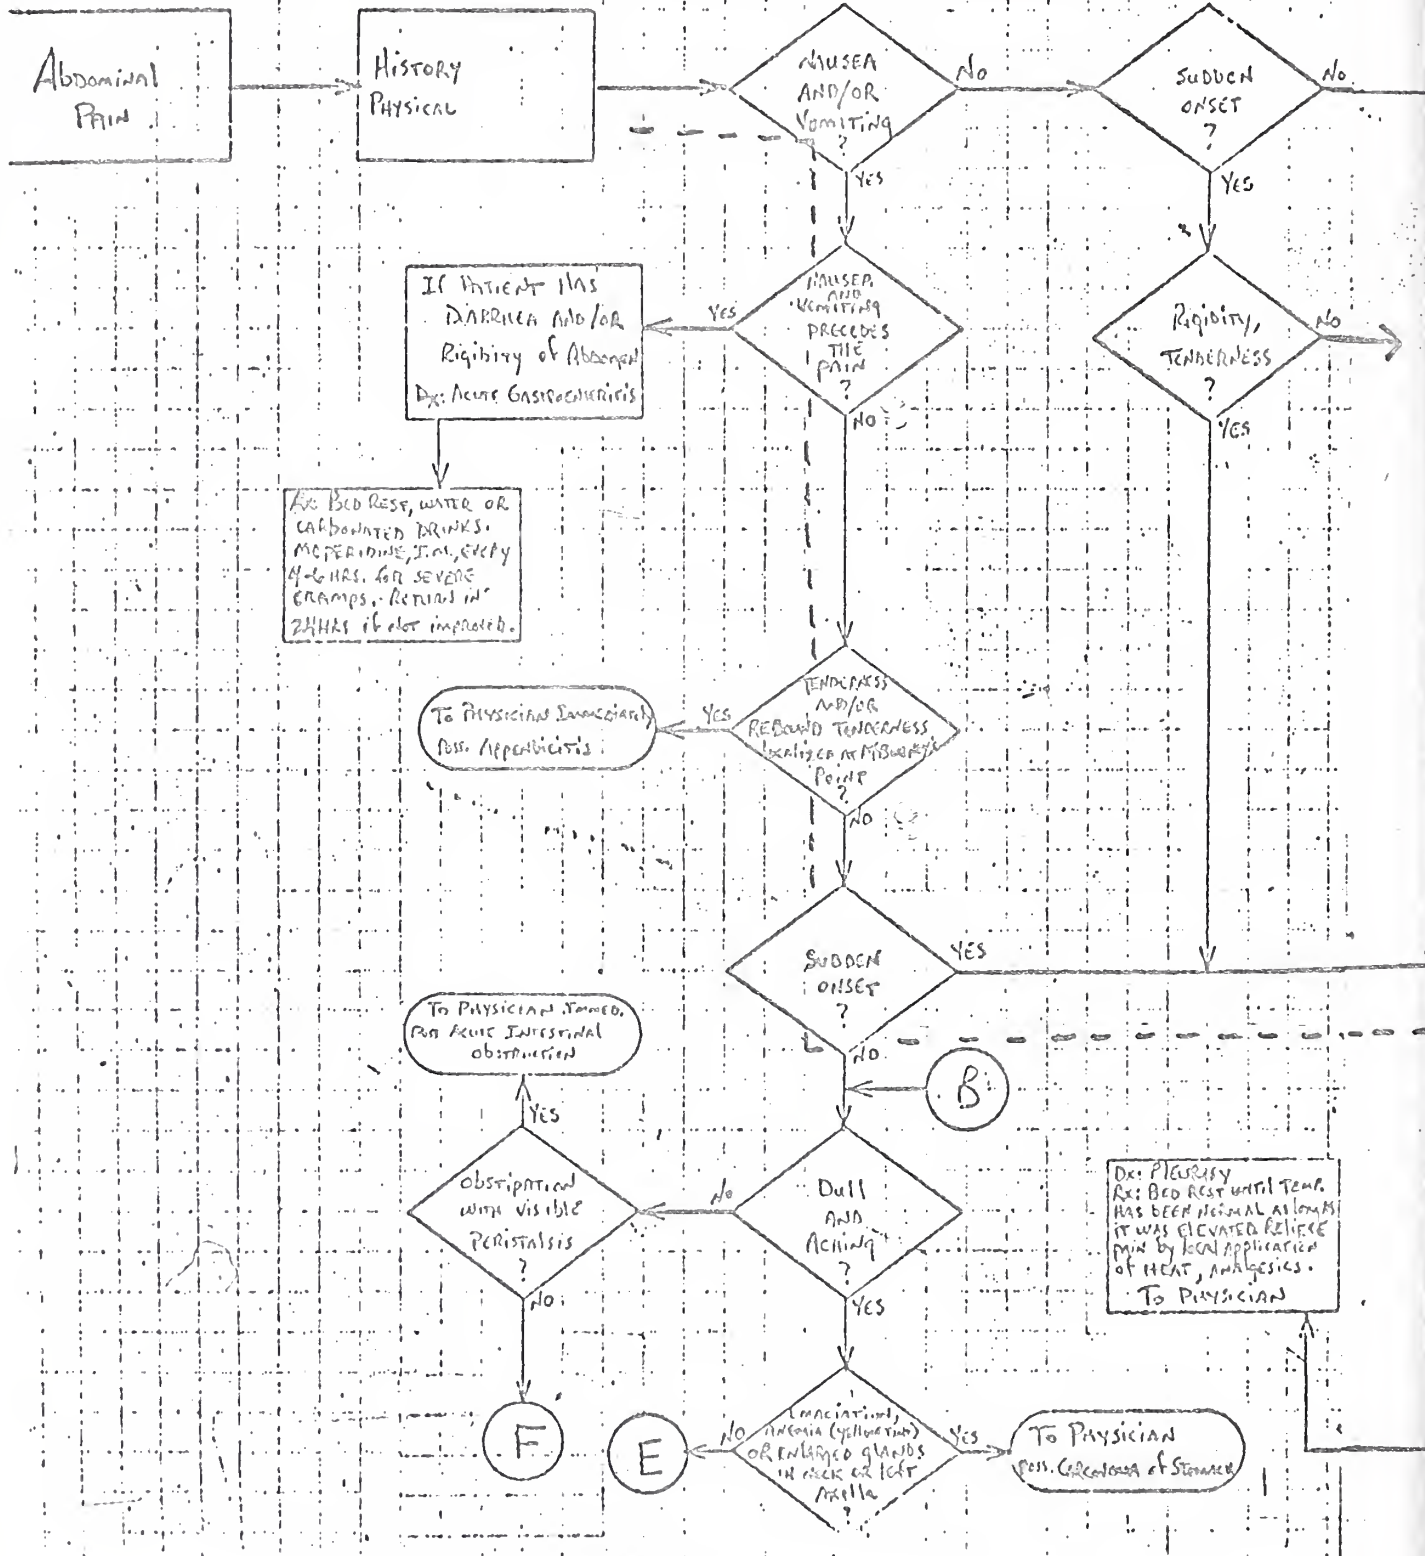 Abdominal
Pain
History
Physical
Nausea
and/or
Vomiting
?
No
Yes
Sudden
Onset
?
No
Yes
If Patient Has
Diarrhea and/or
Rigidity of Abdomen
Dx: Acute Gastroenteritis
Yes
Nausea
and
Vomiting
Precedes
the
Pain
?
No
Rigidity,
Tenderness
?
No
Yes
Rx: Bed Rest, water or
carbonated drinks.
Meperidine, I.M., every
4-6 hrs. for severe
cramps. Return in
24 hrs if not improved.
To Physician Immediately
Poss. Appendicitis
Yes
Tenderness
and/or
Rebound Tenderness
localized at McBurney's
Point
?
No
Sudden
Onset
?
Yes
No
To Physician Immed.
Poss Acute Intestinal
Obstruction
Yes
B
Obstipation
with visible
peristalsis
?
No
No
Dull
and
Aching
?
Yes
Dx: Pleurisy
Rx: Bed rest until temp.
has been normal as long as
it was elevated Relieve
pain by local application
of heat, analgesics.
To Physician
F
E
No
Emaciation,
Anemia (yellow tint)
or enlarged glands
in neck or left
Axella
?
Yes
To Physician
Poss. Carcinoma of Stomach